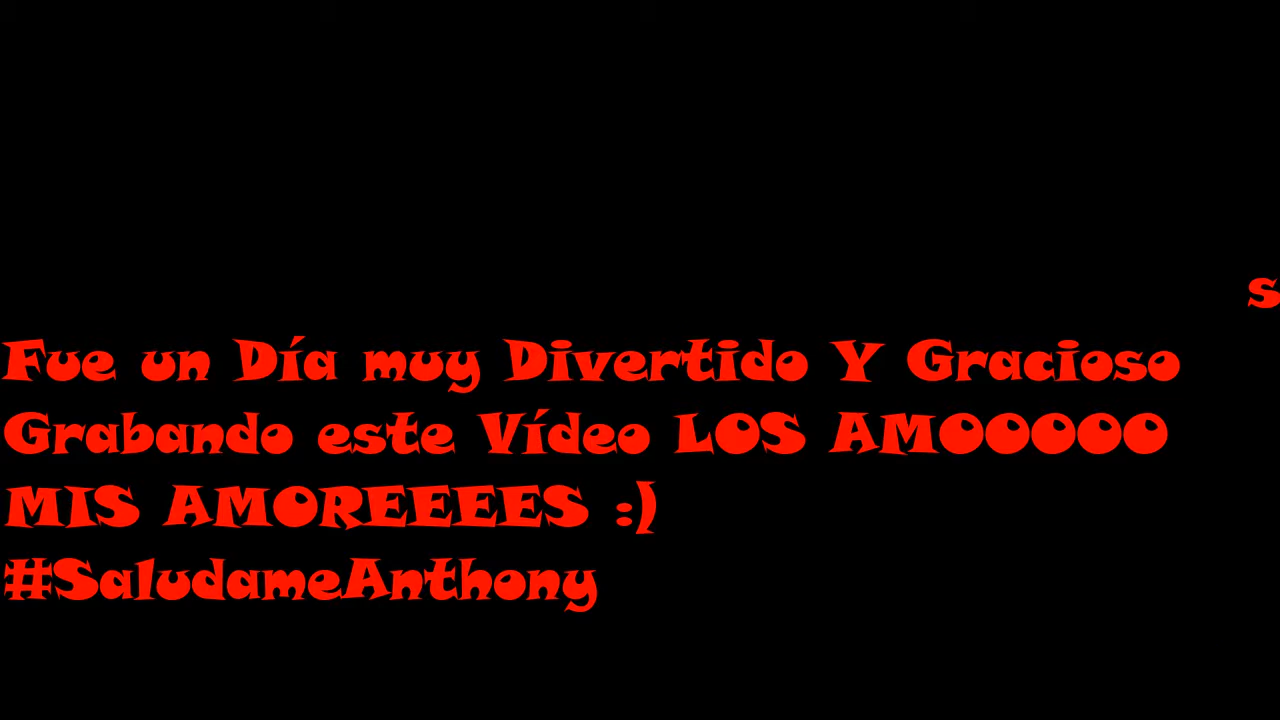 s
Fue un Día muy Divertido Y Gracioso
Grabando este Vídeo LOS AMOOOOO
MIS AMOREEEES :)
#SaludameAnthony